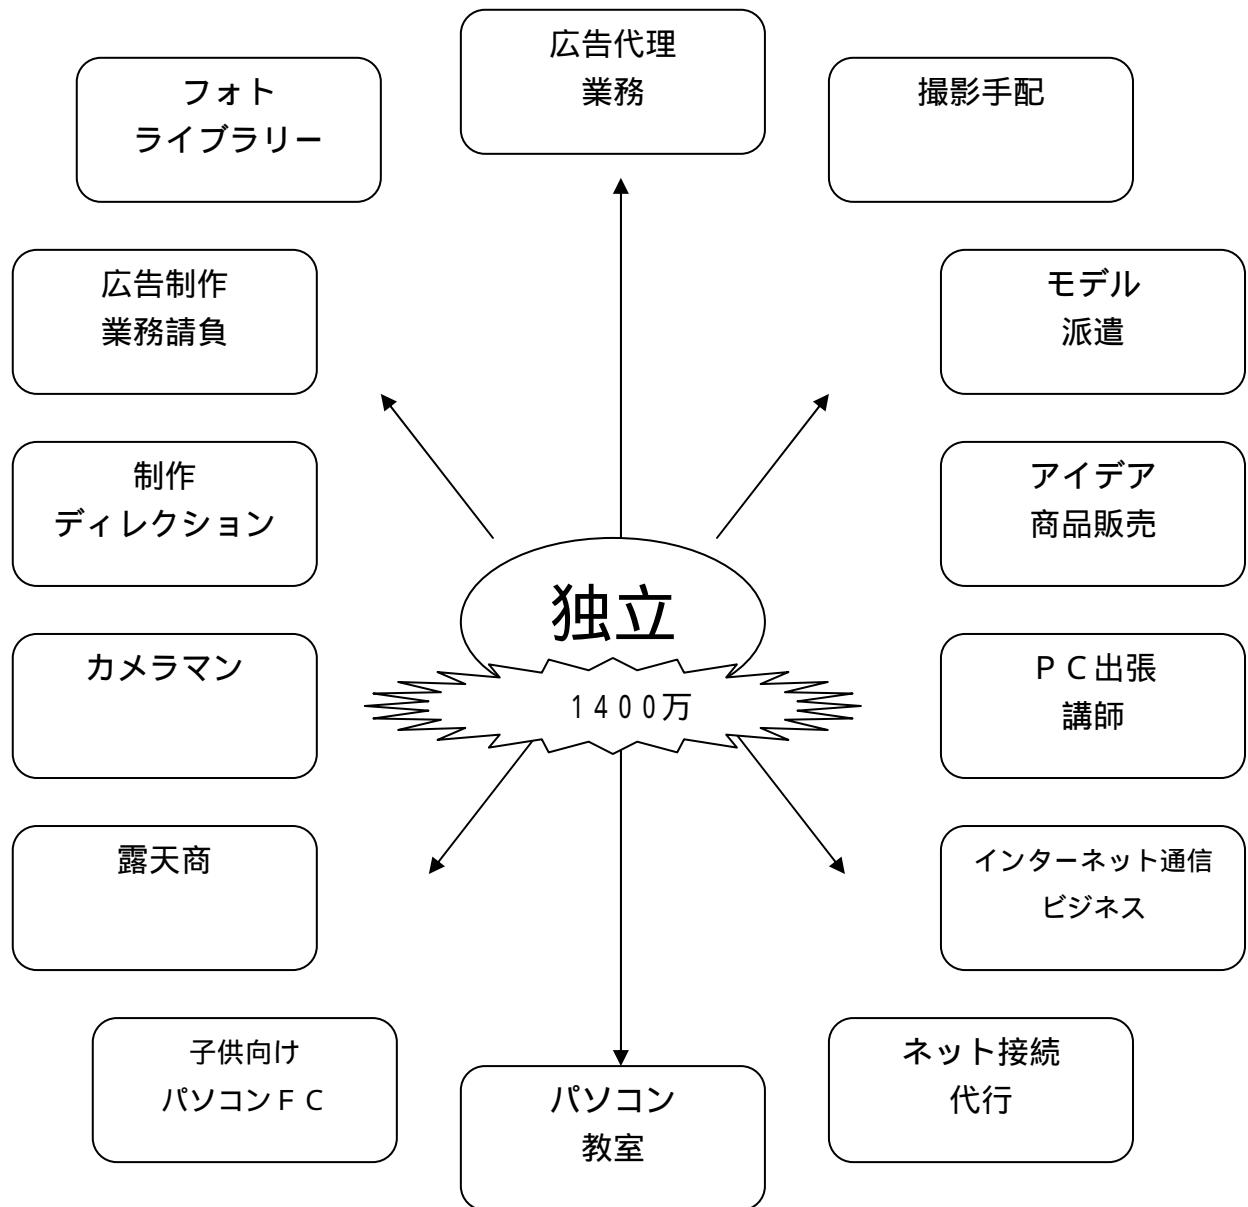 広告代理
業務
フォト
ライブラリー
撮影手配
広告制作
業務請負
モデル
派遣
制作
ディレクション
アイデア
商品販売
独立
１４００万
カメラマン
ＰＣ出張
講師
露天商
インターネット通信
ビジネス
子供向け
パソコンＦＣ
パソコン
教室
ネット接続
代行